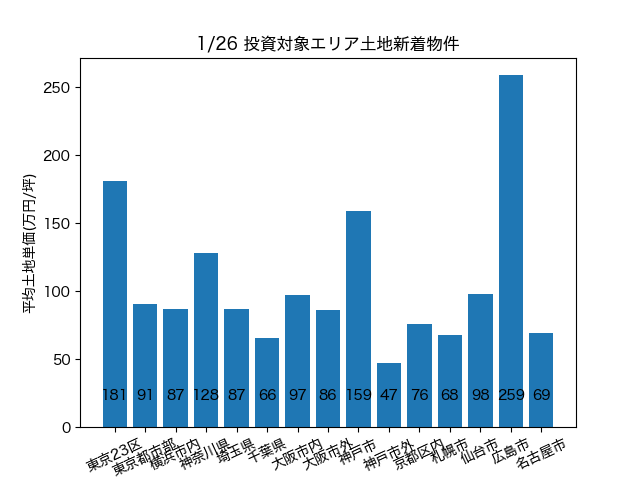 1/26 投資対象エリア土地新着物件
平均土地単価(万円/坪)
250
200
150
100
50
0
181 91 87 128 87 66 97 86 159 47 76 68 98 259 69
東京23区
東京都市部
横浜市内
神奈川県
埼玉県
千葉県
大阪市内
大阪市外
神戸市
神戸市外
京都区内
札幌市
仙台市
広島市
名古屋市